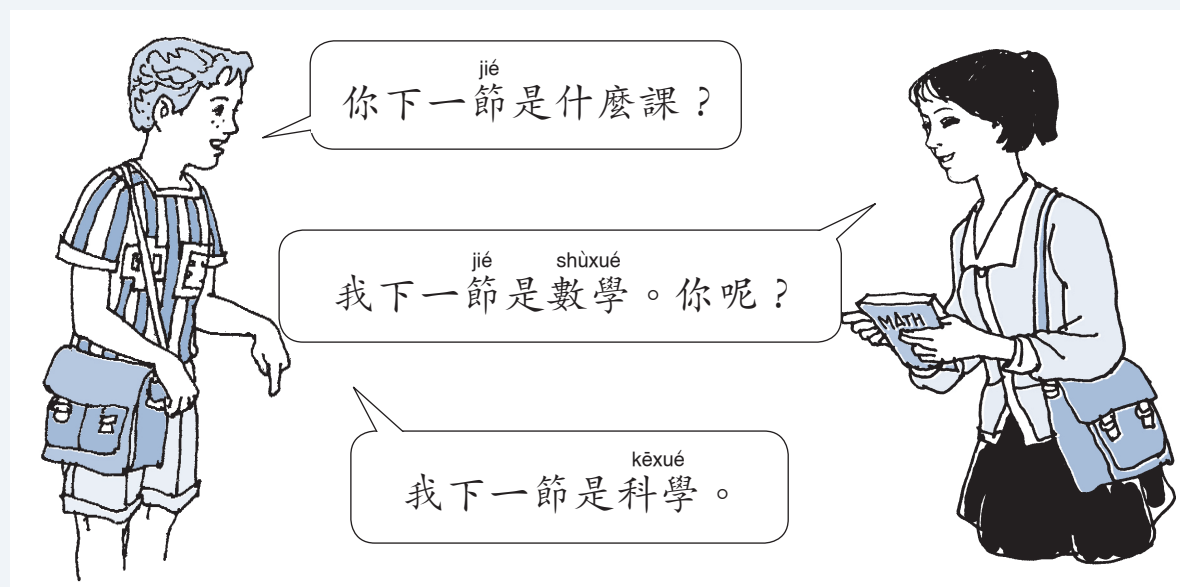 jié
你下一節是什麼課？
jié shùxué
我下一節是數學。你呢？
MATH
kēxué
我下一節是科學。